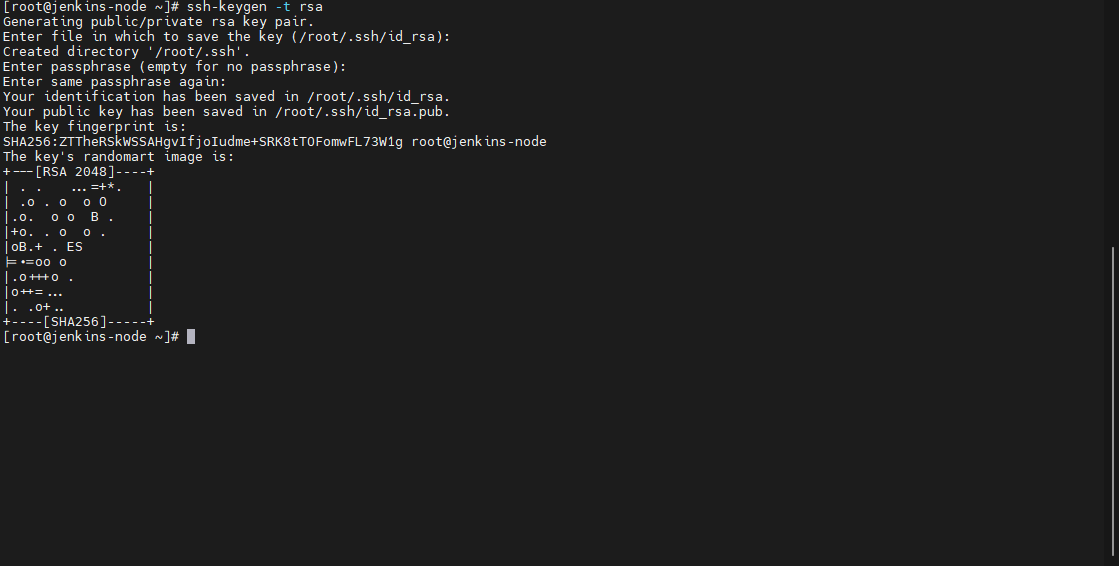 [root@jenkins-node ~]# ssh-keygen -t rsa
Generating public/private rsa key pair.
Enter file in which to save the key (/root/.ssh/id_rsa):
Created directory '/root/.ssh'.
Enter passphrase (empty for no passphrase):
Enter same passphrase again:
Your identification has been saved in /root/.ssh/id_rsa.
Your public key has been saved in /root/.ssh/id_rsa.pub.
The key fingerprint is:
SHA256:ZTTheRSkWSSAHgvIfjoIudme+SRK8tTOFomwFL73W1g root@jenkins-node
The key's randomart image is:
+---[RSA 2048]----+
| . .    ...=+*.   |
| .o . o  o O     |
|.o.  o o  B .    |
|+o. . o  o .     |
|oB.+ . ES        |
|=*=oo o          |
|.o+++o .         |
|o++=...          |
|. .o+..          |
+----[SHA256]-----+
[root@jenkins-node ~]#